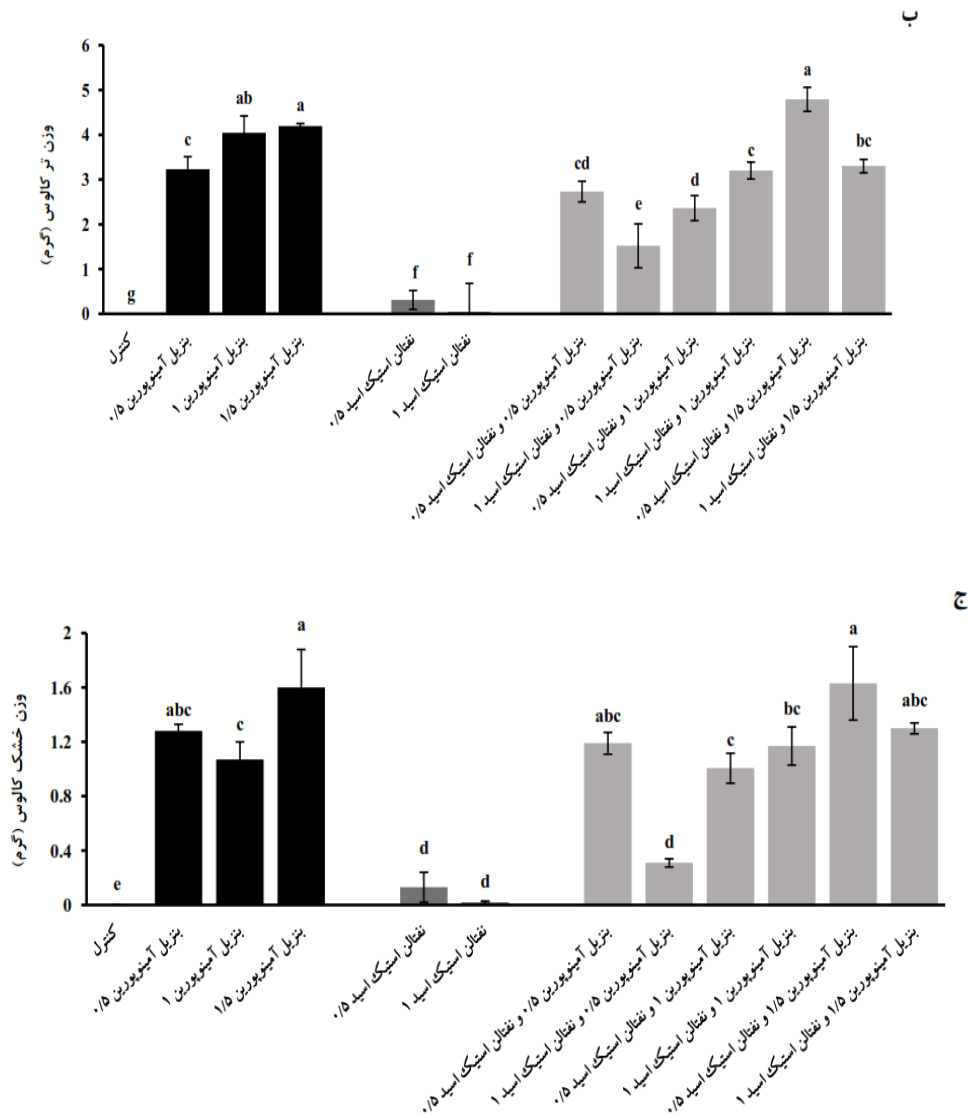 ب
وزن تر کالوس (گرم)
6
5
4
3
2
1
0
g
c
ab
a
f
f
cd
e
d
c
a
bc
کنترل
بنزیل آمینوپورین ۰/۵
بنزیل آمینوپورین ۱
بنزیل آمینوپورین ۱/۵
نفتالن استیک اسید ۰/۵
نفتالن استیک اسید ۱
بنزیل آمینوپورین ۰/۵ و نفتالن استیک اسید ۰/۵
بنزیل آمینوپورین ۰/۵ و نفتالن استیک اسید ۱
بنزیل آمینوپورین ۱ و نفتالن استیک اسید ۰/۵
بنزیل آمینوپورین ۱ و نفتالن استیک اسید ۱
بنزیل آمینوپورین ۱/۵ و نفتالن استیک اسید ۰/۵
بنزیل آمینوپورین ۱/۵ و نفتالن استیک اسید ۱
ج
وزن خشک کالوس (گرم)
2
1.6
1.2
0.8
0.4
0
e
abc
c
a
d
d
abc
d
c
bc
a
abc
کنترل
بنزیل آمینوپورین ۰/۵
بنزیل آمینوپورین ۱
بنزیل آمینوپورین ۱/۵
نفتالن استیک اسید ۰/۵
نفتالن استیک اسید ۱
بنزیل آمینوپورین ۰/۵ و نفتالن استیک اسید ۰/۵
بنزیل آمینوپورین ۰/۵ و نفتالن استیک اسید ۱
بنزیل آمینوپورین ۱ و نفتالن استیک اسید ۰/۵
بنزیل آمینوپورین ۱ و نفتالن استیک اسید ۱
بنزیل آمینوپورین ۱/۵ و نفتالن استیک اسید ۰/۵
بنزیل آمینوپورین ۱/۵ و نفتالن استیک اسید ۱